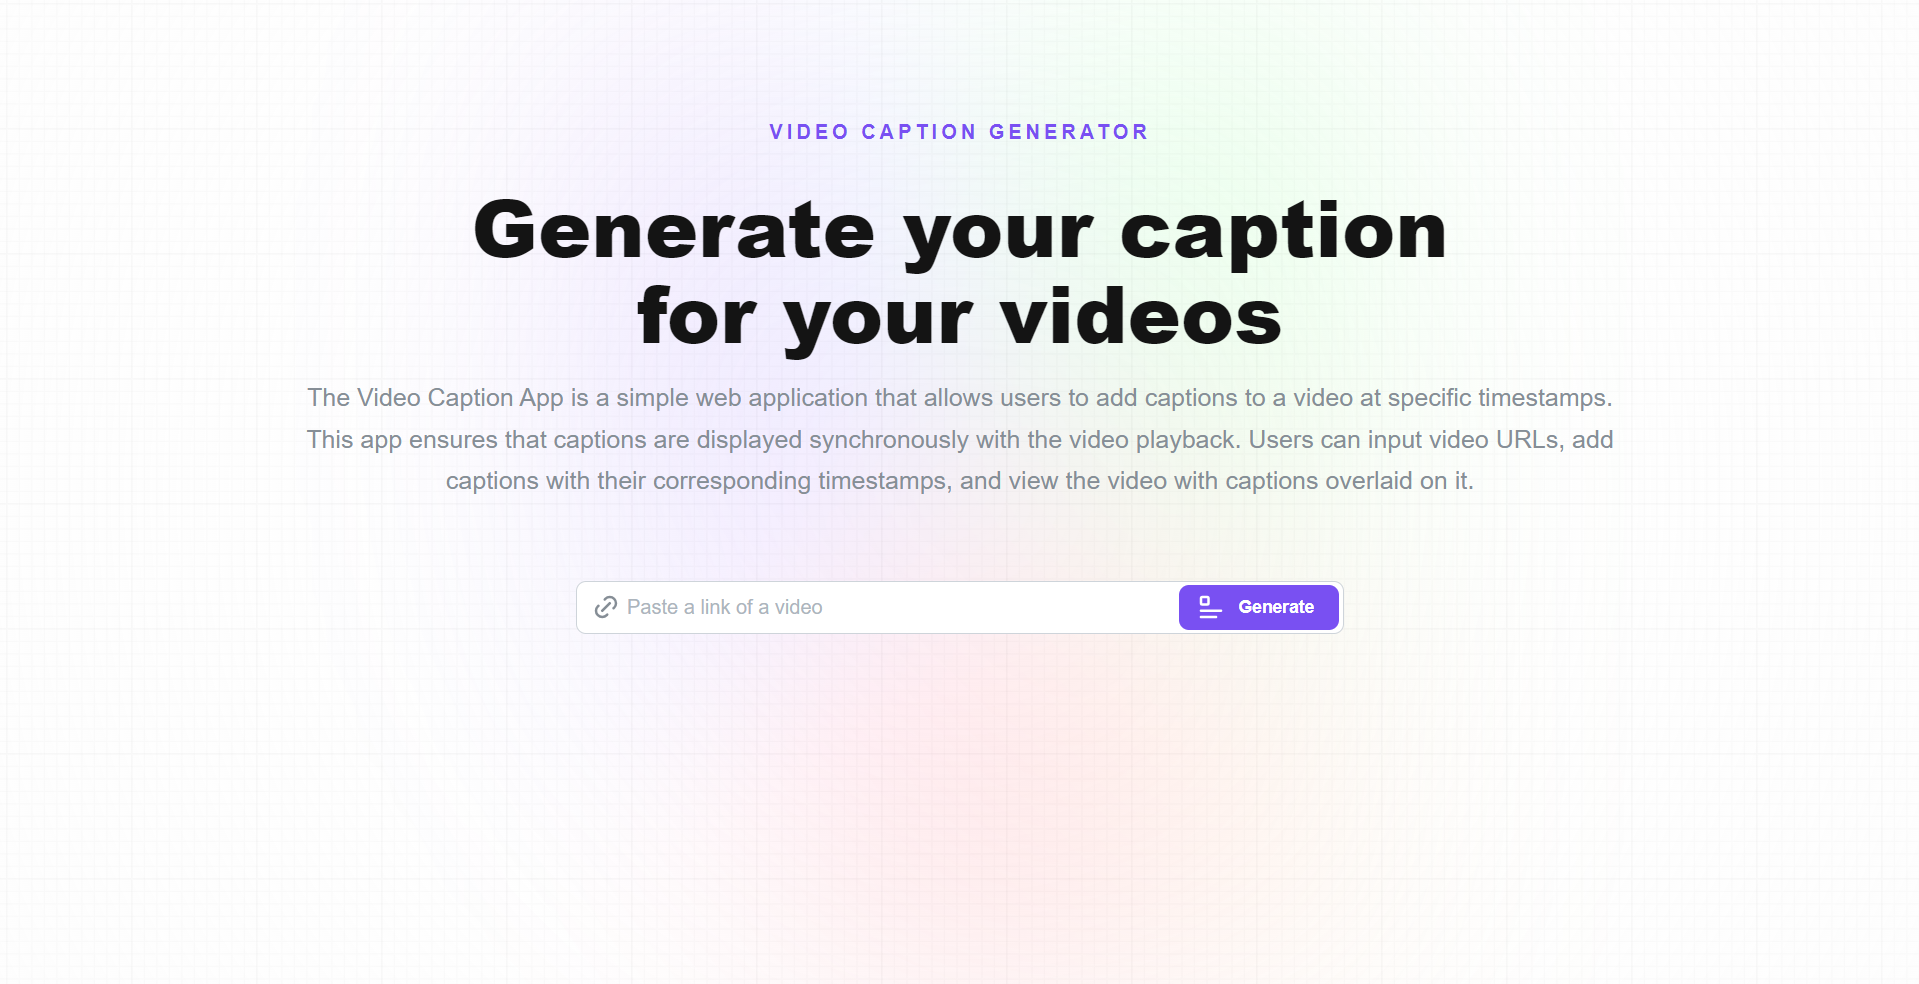 VIDEO CAPTION GENERATOR
Generate your caption
for your videos
The Video Caption App is a simple web application that allows users to add captions to a video at specific timestamps.
This app ensures that captions are displayed synchronously with the video playback. Users can input video URLs, add
captions with their corresponding timestamps, and view the video with captions overlaid on it.
Paste a link of a video
Generate